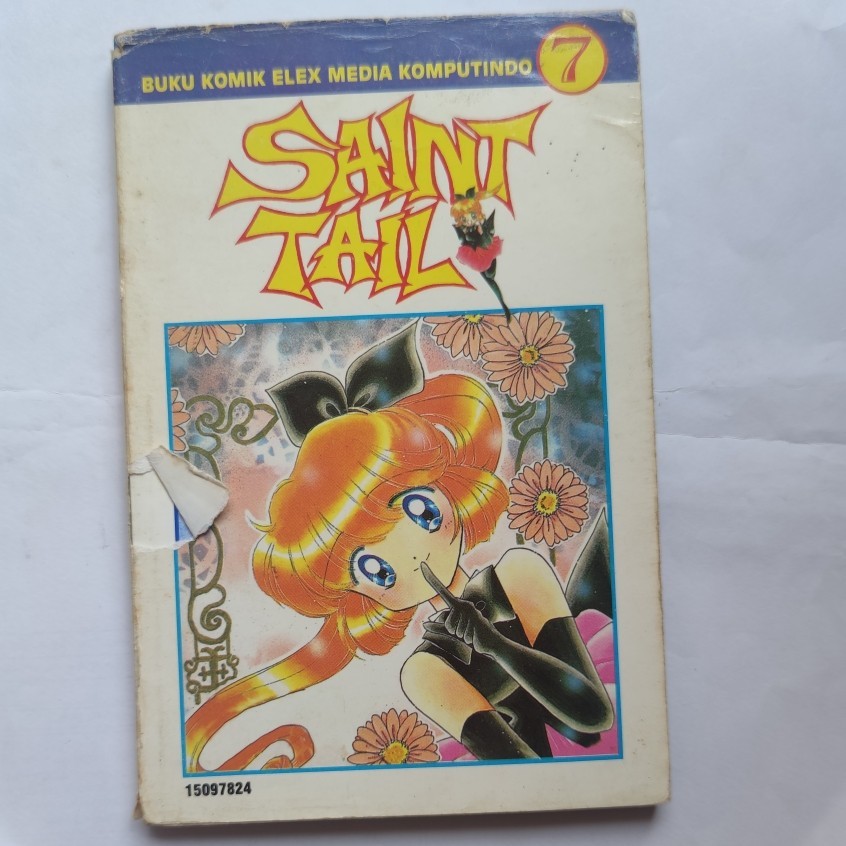 BUKU KOMIK ELEX MEDIA KOMPUTINDO 7
SAINT
TAIL
15097824